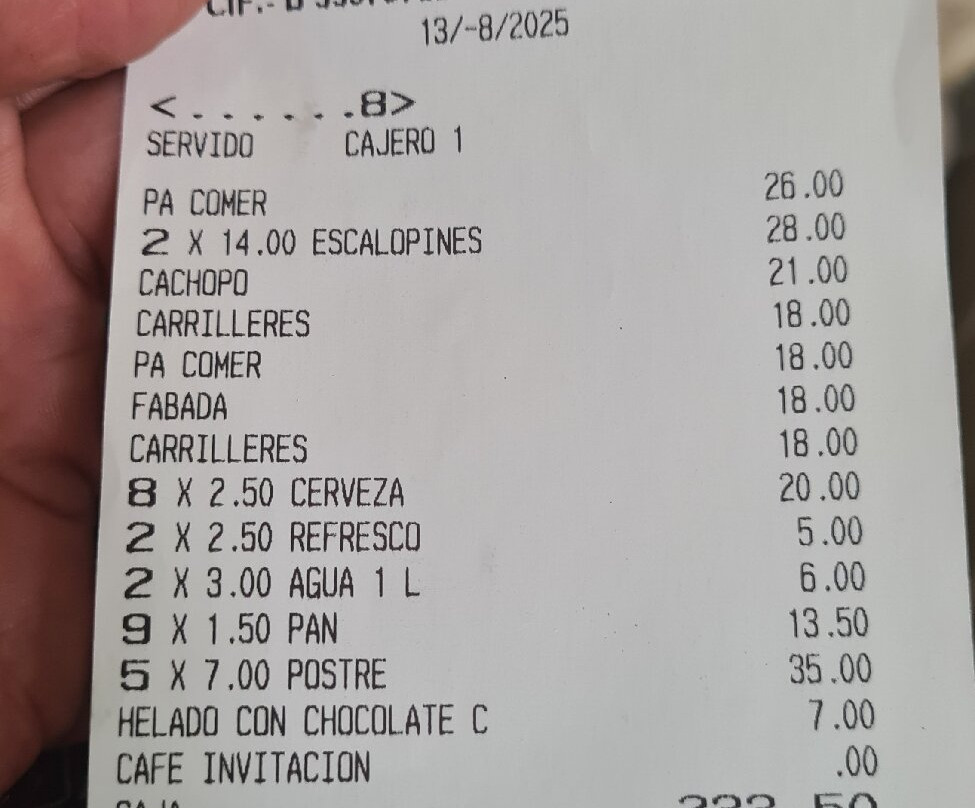 CIF.- B
13/-8/2025
<. . . . . .8>
SERVIDO CAJERO 1
PA COMER 26.00
2 X 14.00 ESCALOPINES 28.00
CACHOPO 21.00
CARRILLERES 18.00
PA COMER 18.00
FABADA 18.00
CARRILLERES 18.00
8 X 2.50 CERVEZA 20.00
2 X 2.50 REFRESCO 5.00
2 X 3.00 AGUA 1 L 6.00
9 X 1.50 PAN 13.50
5 X 7.00 POSTRE 35.00
HELADO CON CHOCOLATE C 7.00
CAFE INVITACION .00